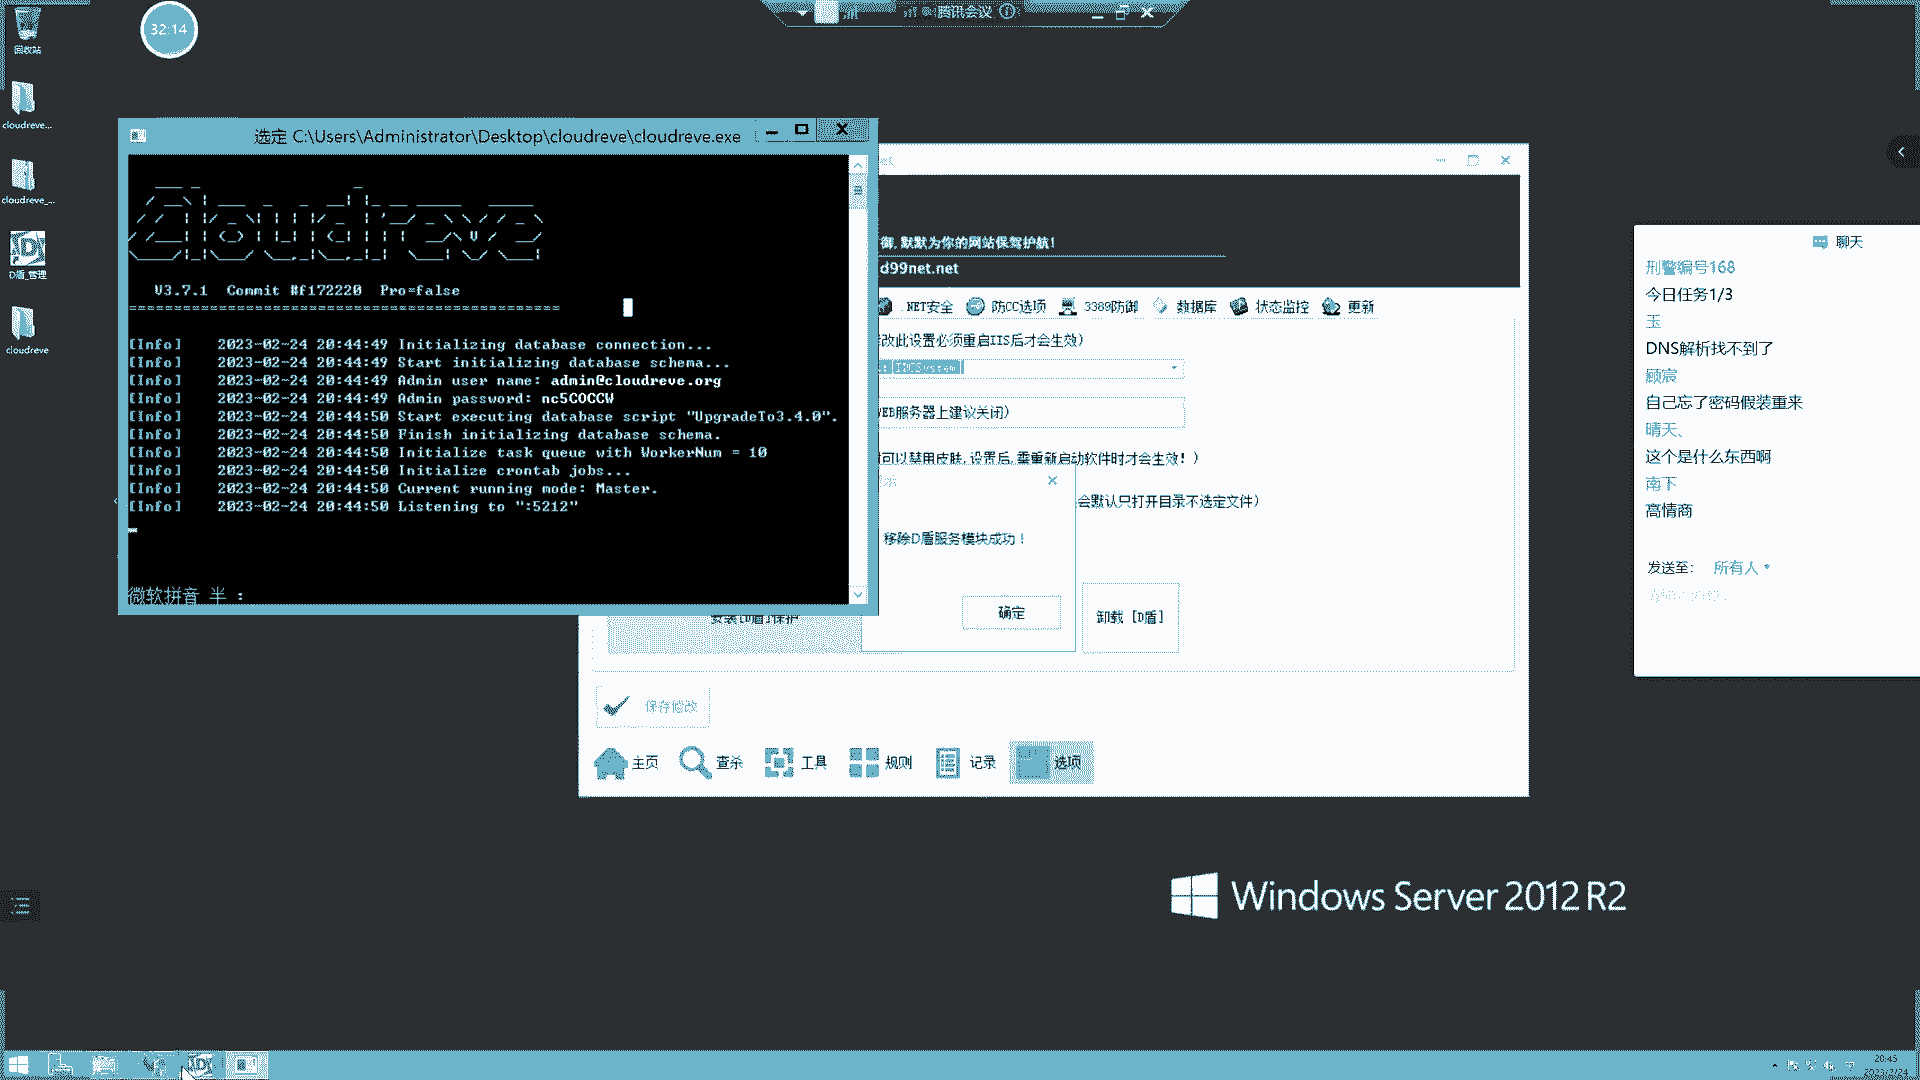 腾讯会议
回收站
32:14
cloudreve...
cloudreve_...
D盾_管理
cloudreve
选定 C:\Users\Administrator\Desktop\cloudreve\cloudreve.exe
Cloudreve
V3.7.1 Commit #f172220 Pro=false
================================================
[Info] 2023-02-24 20:44:49 Initializing database connection...
[Info] 2023-02-24 20:44:49 Start initializing database schema...
[Info] 2023-02-24 20:44:49 Admin user name: admin@cloudreve.org
[Info] 2023-02-24 20:44:49 Admin password: nc5COCCW
[Info] 2023-02-24 20:44:50 Start executing database script "UpgradeTo3.4.0".
[Info] 2023-02-24 20:44:50 Finish initializing database schema.
[Info] 2023-02-24 20:44:50 Initialize task queue with WorkerNum = 10
[Info] 2023-02-24 20:44:50 Initialize crontab jobs...
[Info] 2023-02-24 20:44:50 Current running mode: Master.
[Info] 2023-02-24 20:44:50 Listening to ":5212"
微软拼音 半 :
御,默默为你的网站保驾护航!
d99net.net
.NET安全 防CC选项 3389防御 数据库 状态监控 更新
改此设置必须重启IIS后才会生效)
[IDCSystem]
WEB服务器上建议关闭)
可以禁用皮肤,设置后,需重新启动软件时才会生效!)
会默认只打开目录不选定文件)
移除D盾服务模块成功!
确定
安装[D盾]保护
卸载 [D盾]
保存修改
主页 查杀 工具 规则 记录 选项
聊天
刑警编号168
今日任务1/3
玉
DNS解析找不到了
顾宸
自己忘了密码假装重来
晴天、
这个是什么东西啊
南下
高情商
发送至: 所有人
Windows Server 2012 R2
20:45
2023/2/24